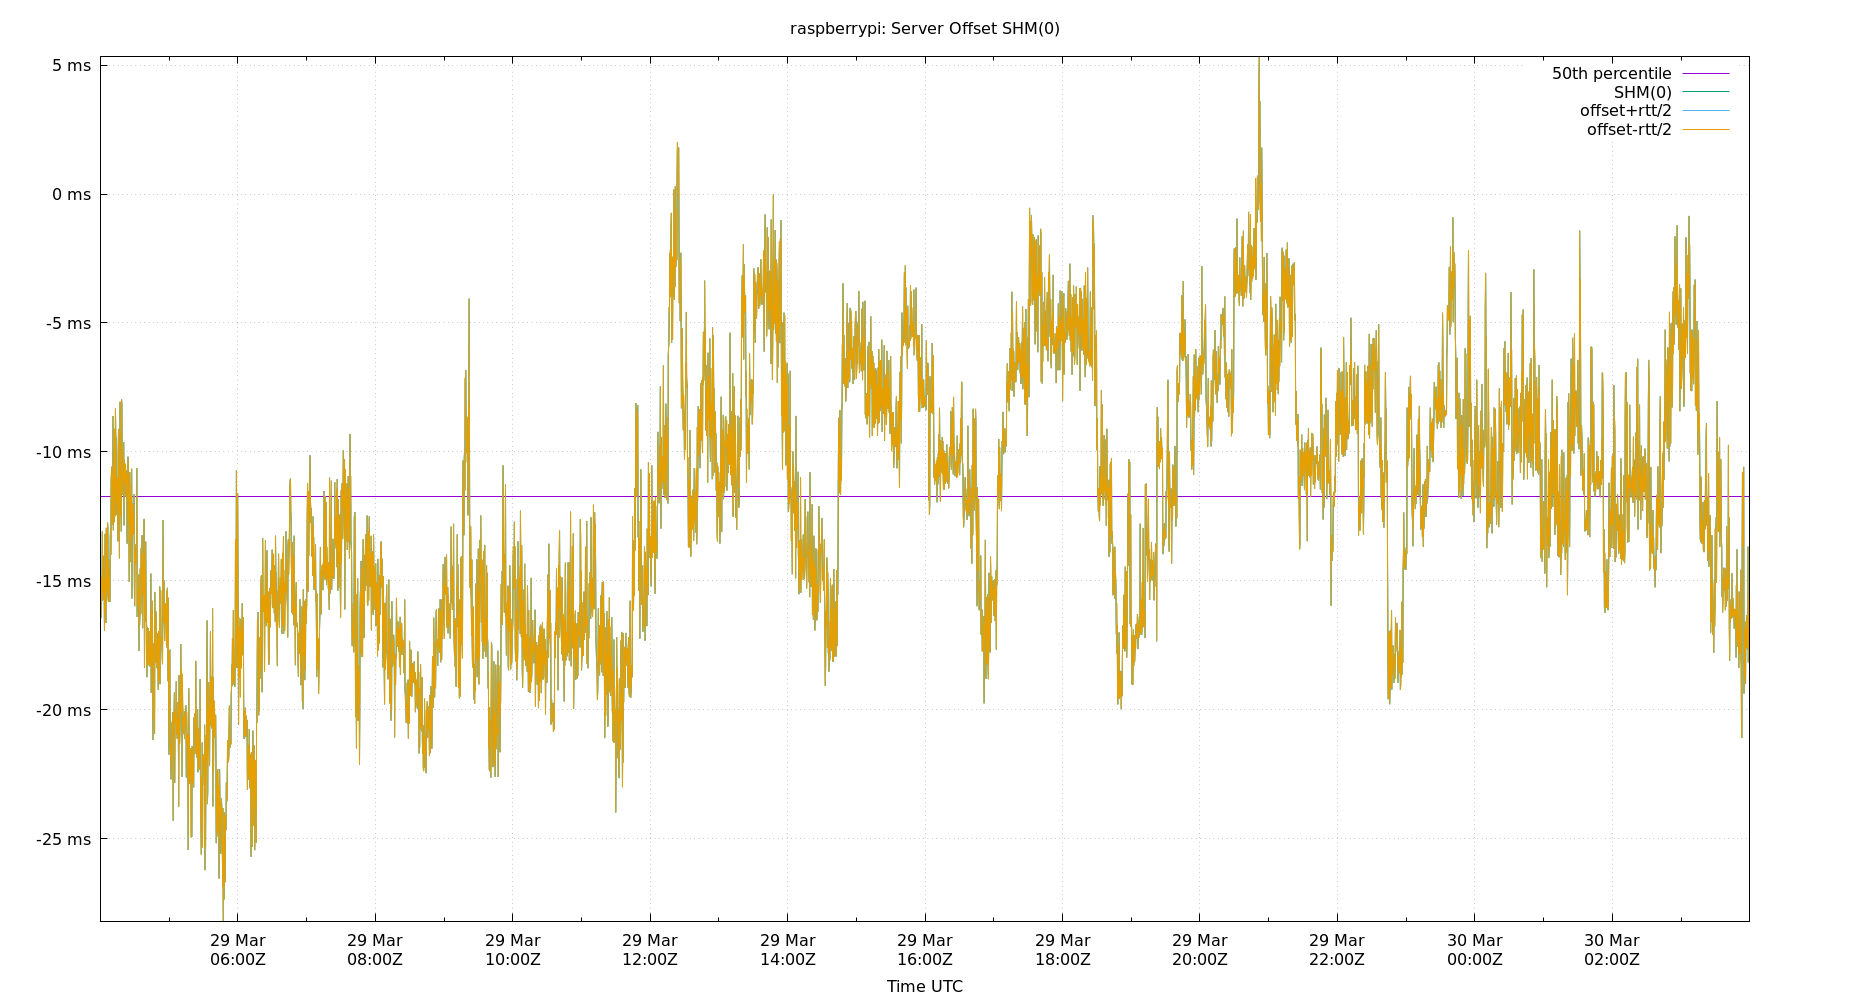 raspberrypi: Server Offset SHM(0)
50th percentile
SHM(0)
offset+rtt/2
offset-rtt/2
5 ms
0 ms
-5 ms
-10 ms
-15 ms
-20 ms
-25 ms
29 Mar 29 Mar 29 Mar 29 Mar 29 Mar 29 Mar 29 Mar 29 Mar 29 Mar 30 Mar 30 Mar
06:00Z 08:00Z 10:00Z 12:00Z 14:00Z 16:00Z 18:00Z 20:00Z 22:00Z 00:00Z 02:00Z
Time UTC